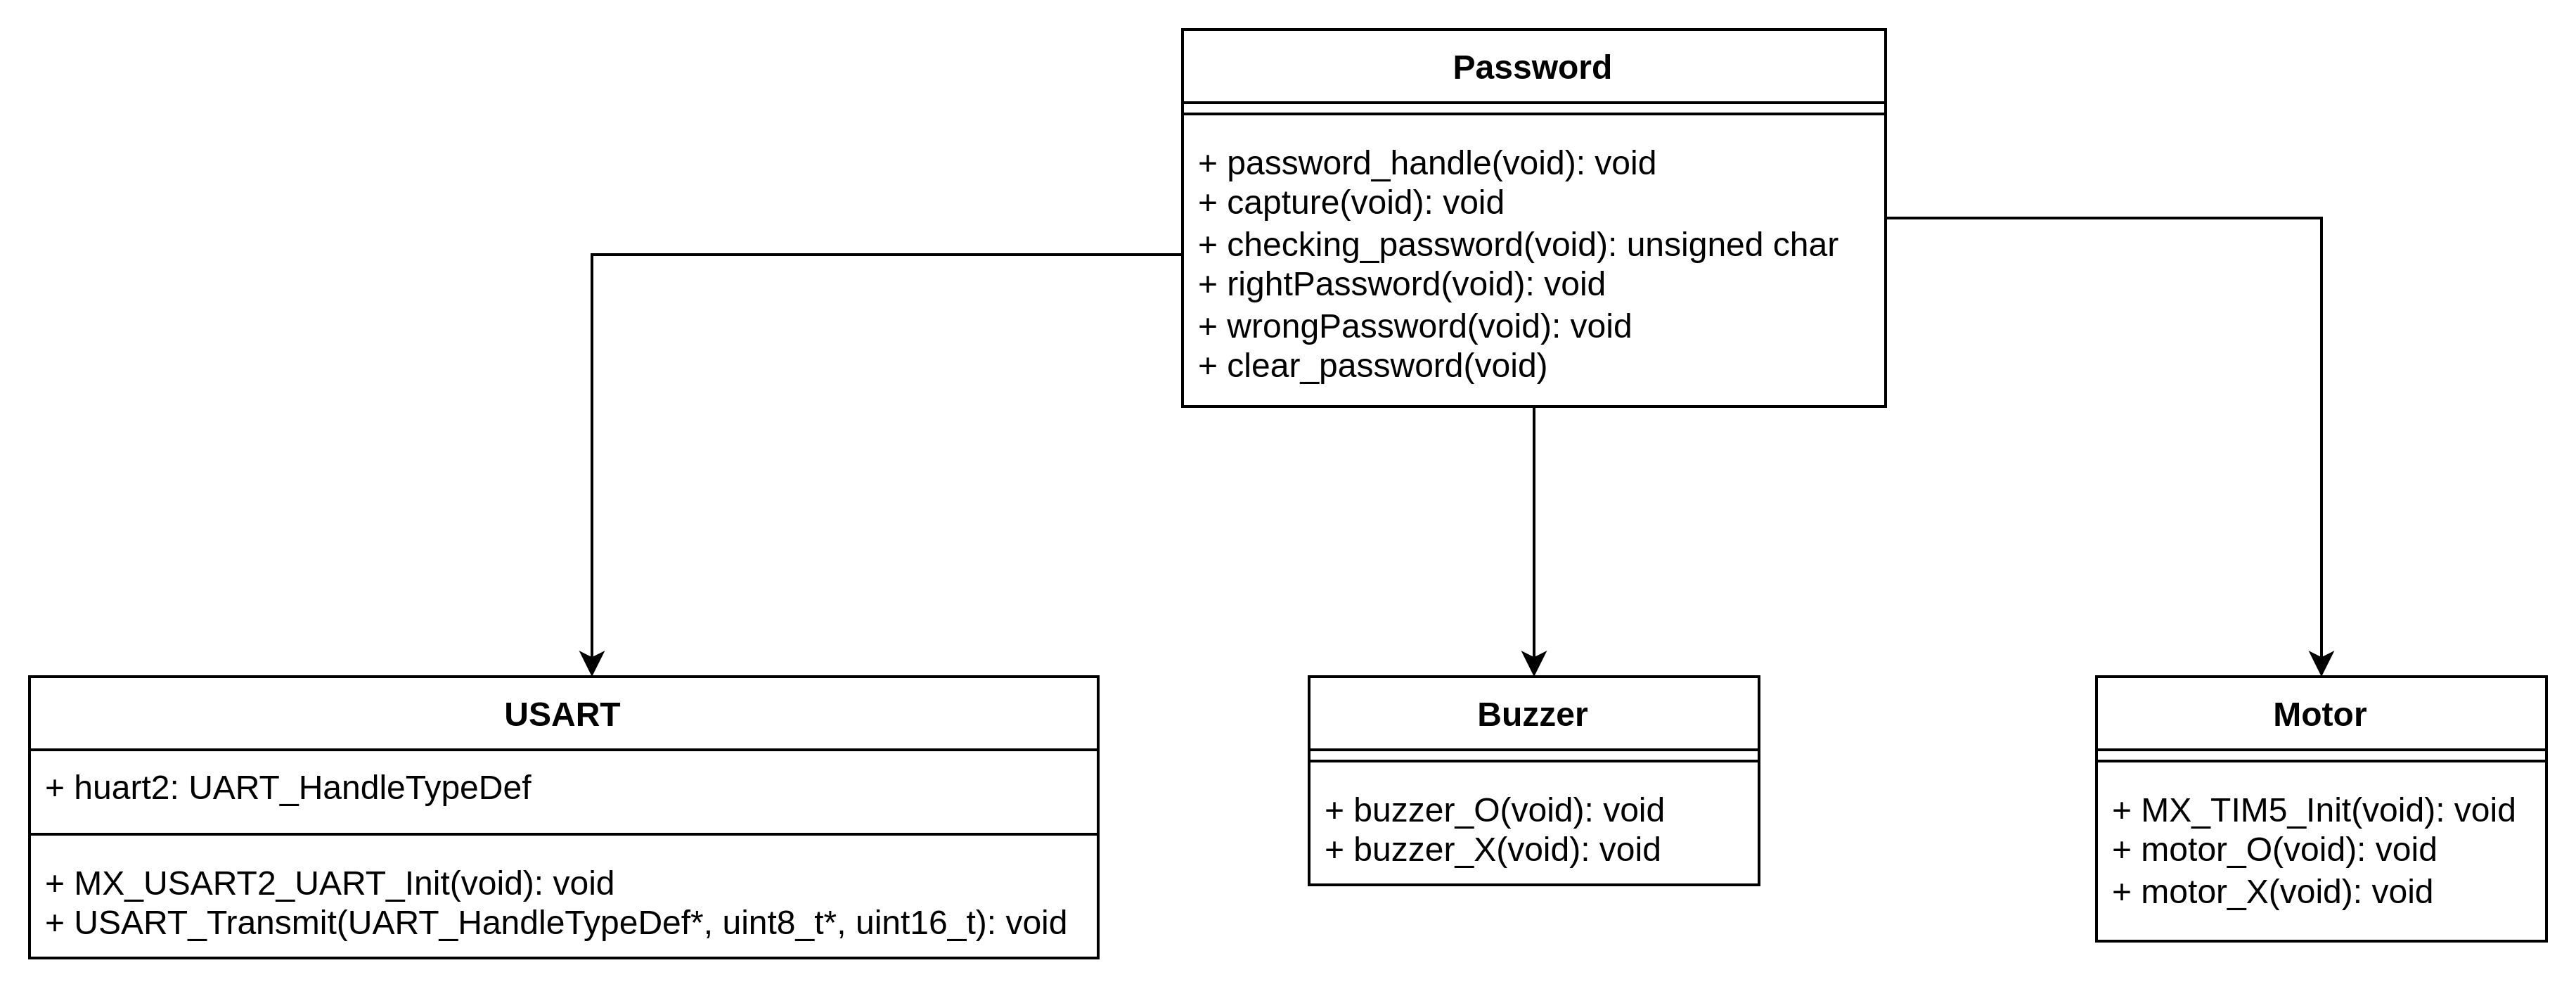 Password
+ password_handle(void): void
+ capture(void): void
+ checking_password(void): unsigned char
+ rightPassword(void): void
+ wrongPassword(void): void
+ clear_password(void)
USART
+ huart2: UART_HandleTypeDef
+ MX_USART2_UART_Init(void): void
+ USART_Transmit(UART_HandleTypeDef*, uint8_t*, uint16_t): void
Buzzer
+ buzzer_O(void): void
+ buzzer_X(void): void
Motor
+ MX_TIM5_Init(void): void
+ motor_O(void): void
+ motor_X(void): void